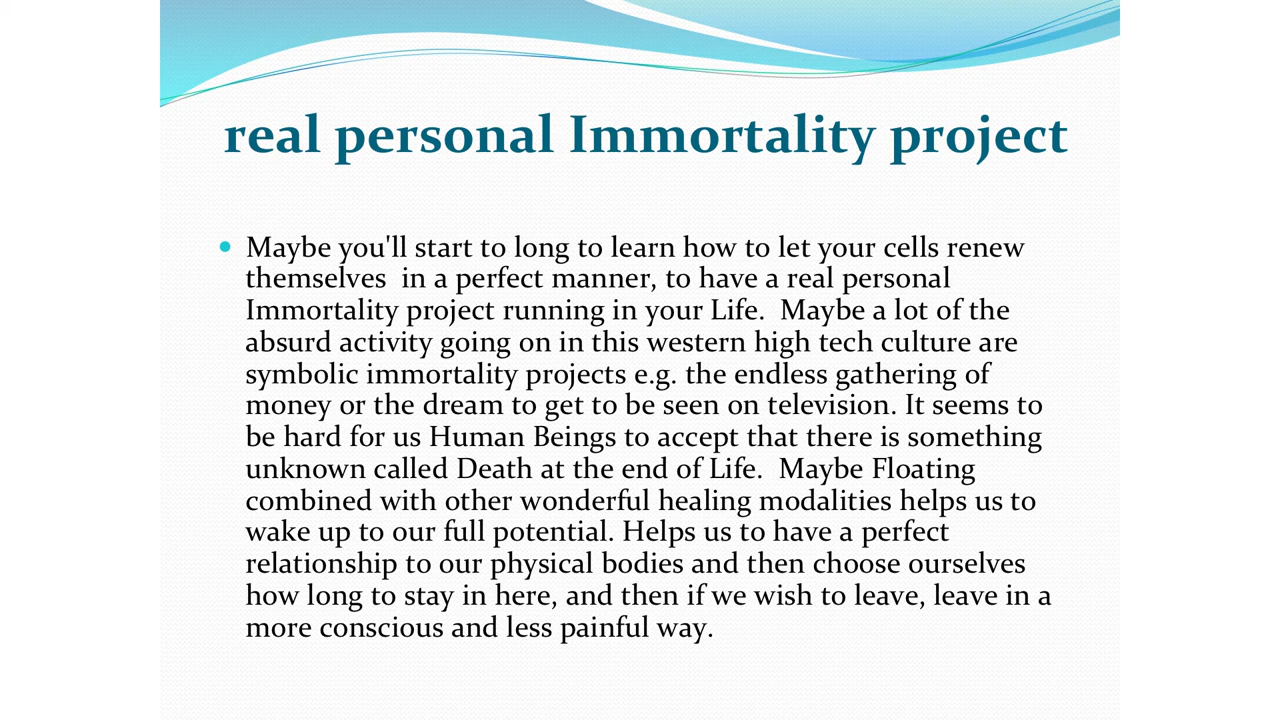 real personal Immortality project
Maybe you'll start to long to learn how to let your cells renew
themselves  in a perfect manner, to have a real personal
Immortality project running in your Life.  Maybe a lot of the
absurd activity going on in this western high tech culture are
symbolic immortality projects e.g. the endless gathering of
money or the dream to get to be seen on television. It seems to
be hard for us Human Beings to accept that there is something
unknown called Death at the end of Life.  Maybe Floating
combined with other wonderful healing modalities helps us to
wake up to our full potential. Helps us to have a perfect
relationship to our physical bodies and then choose ourselves
how long to stay in here, and then if we wish to leave, leave in a
more conscious and less painful way.